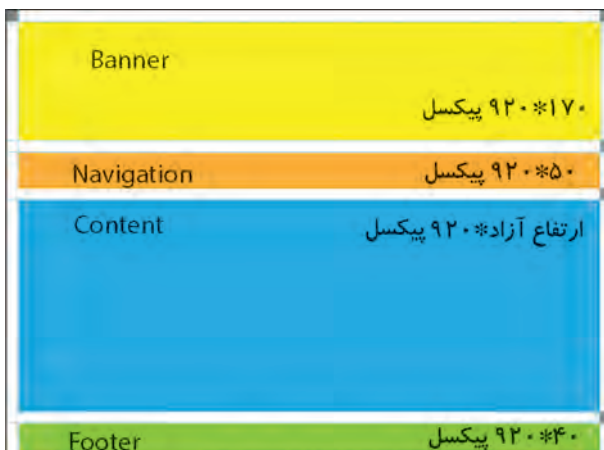 Banner
۱۷۰*۹۲۰ پیکسل
Navigation
۵۰*۹۲۰ پیکسل
Content
ارتفاع آزاد*۹۲۰ پیکسل
Footer
۴۰*۹۲۰ پیکسل